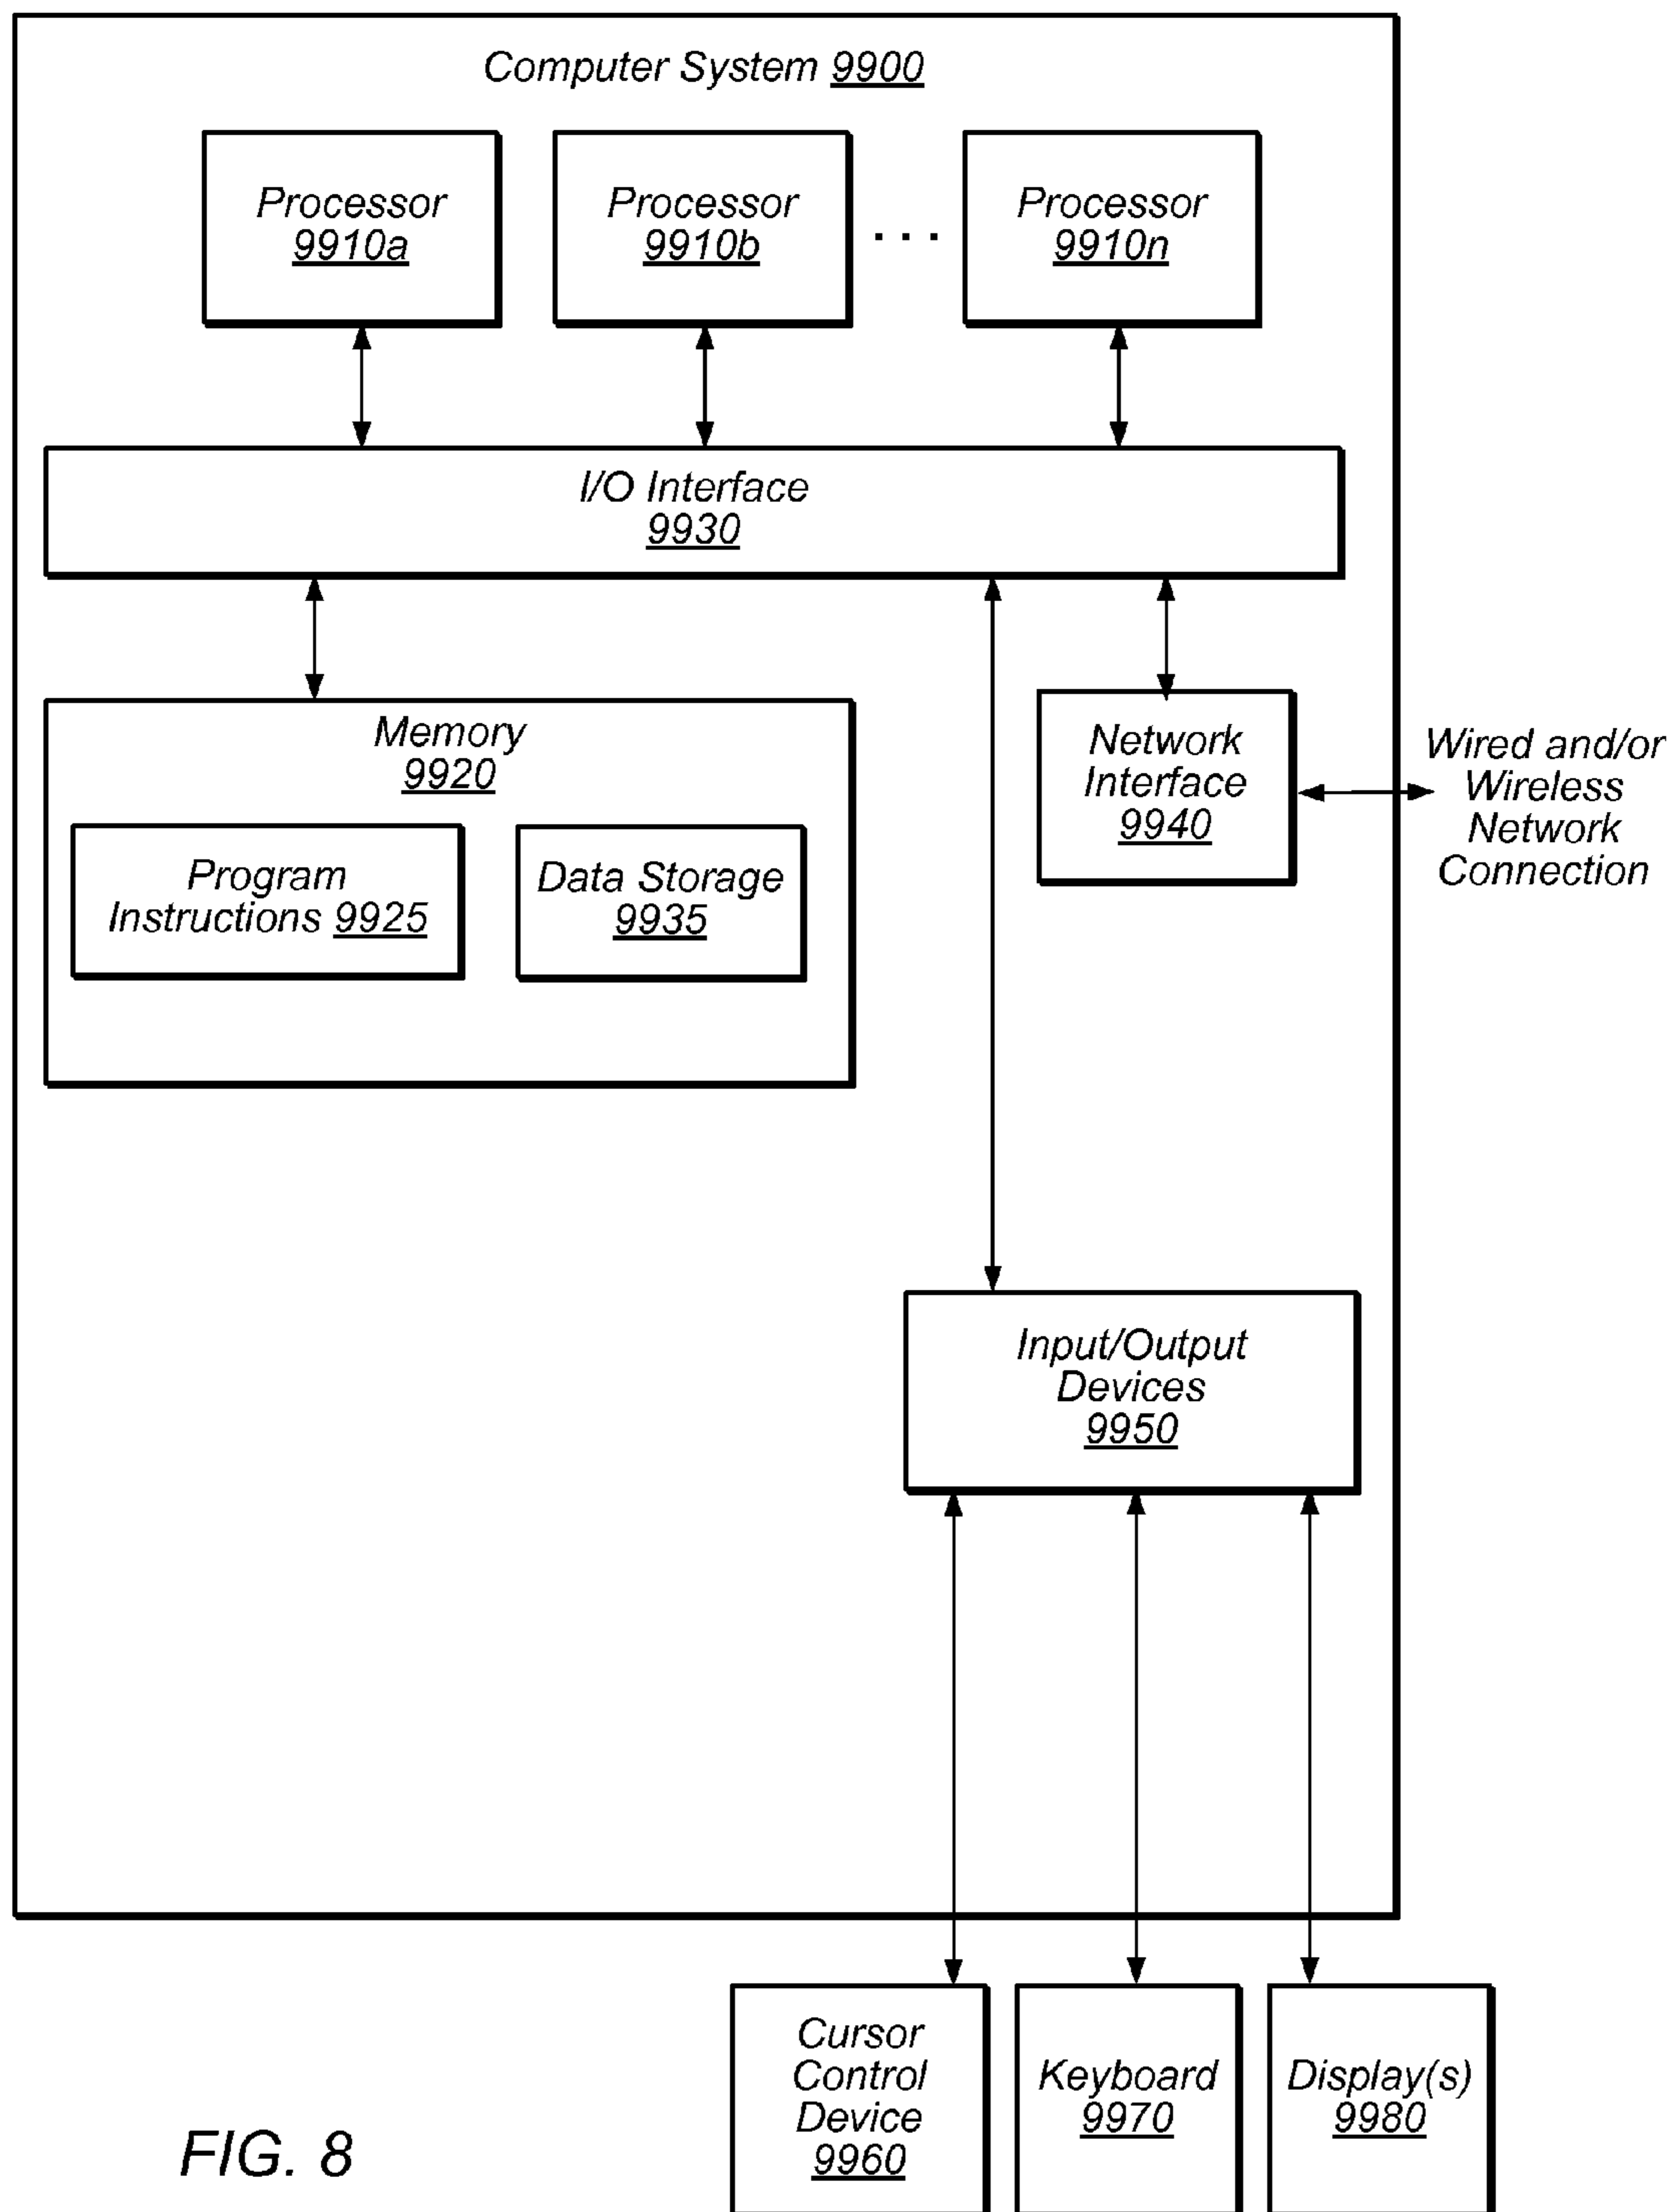 Computer System 9900
Processor
9910a
Processor
9910b
. . .
Processor
9910n
I/O Interface
9930
Memory
9920
Program
Instructions 9925
Data Storage
9935
Network
Interface
9940
Wired and/or
Wireless
Network
Connection
Input/Output
Devices
9950
Cursor
Control
Device
9960
Keyboard
9970
Display(s)
9980
FIG. 8